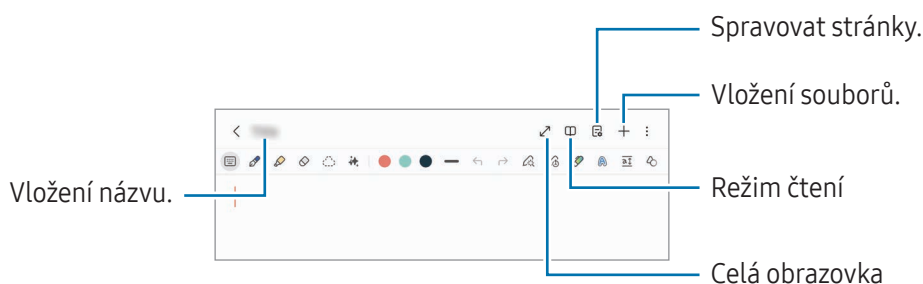 Spravovat stránky.
Vložení souborů.
Vložení názvu.
Režim čtení
Celá obrazovka